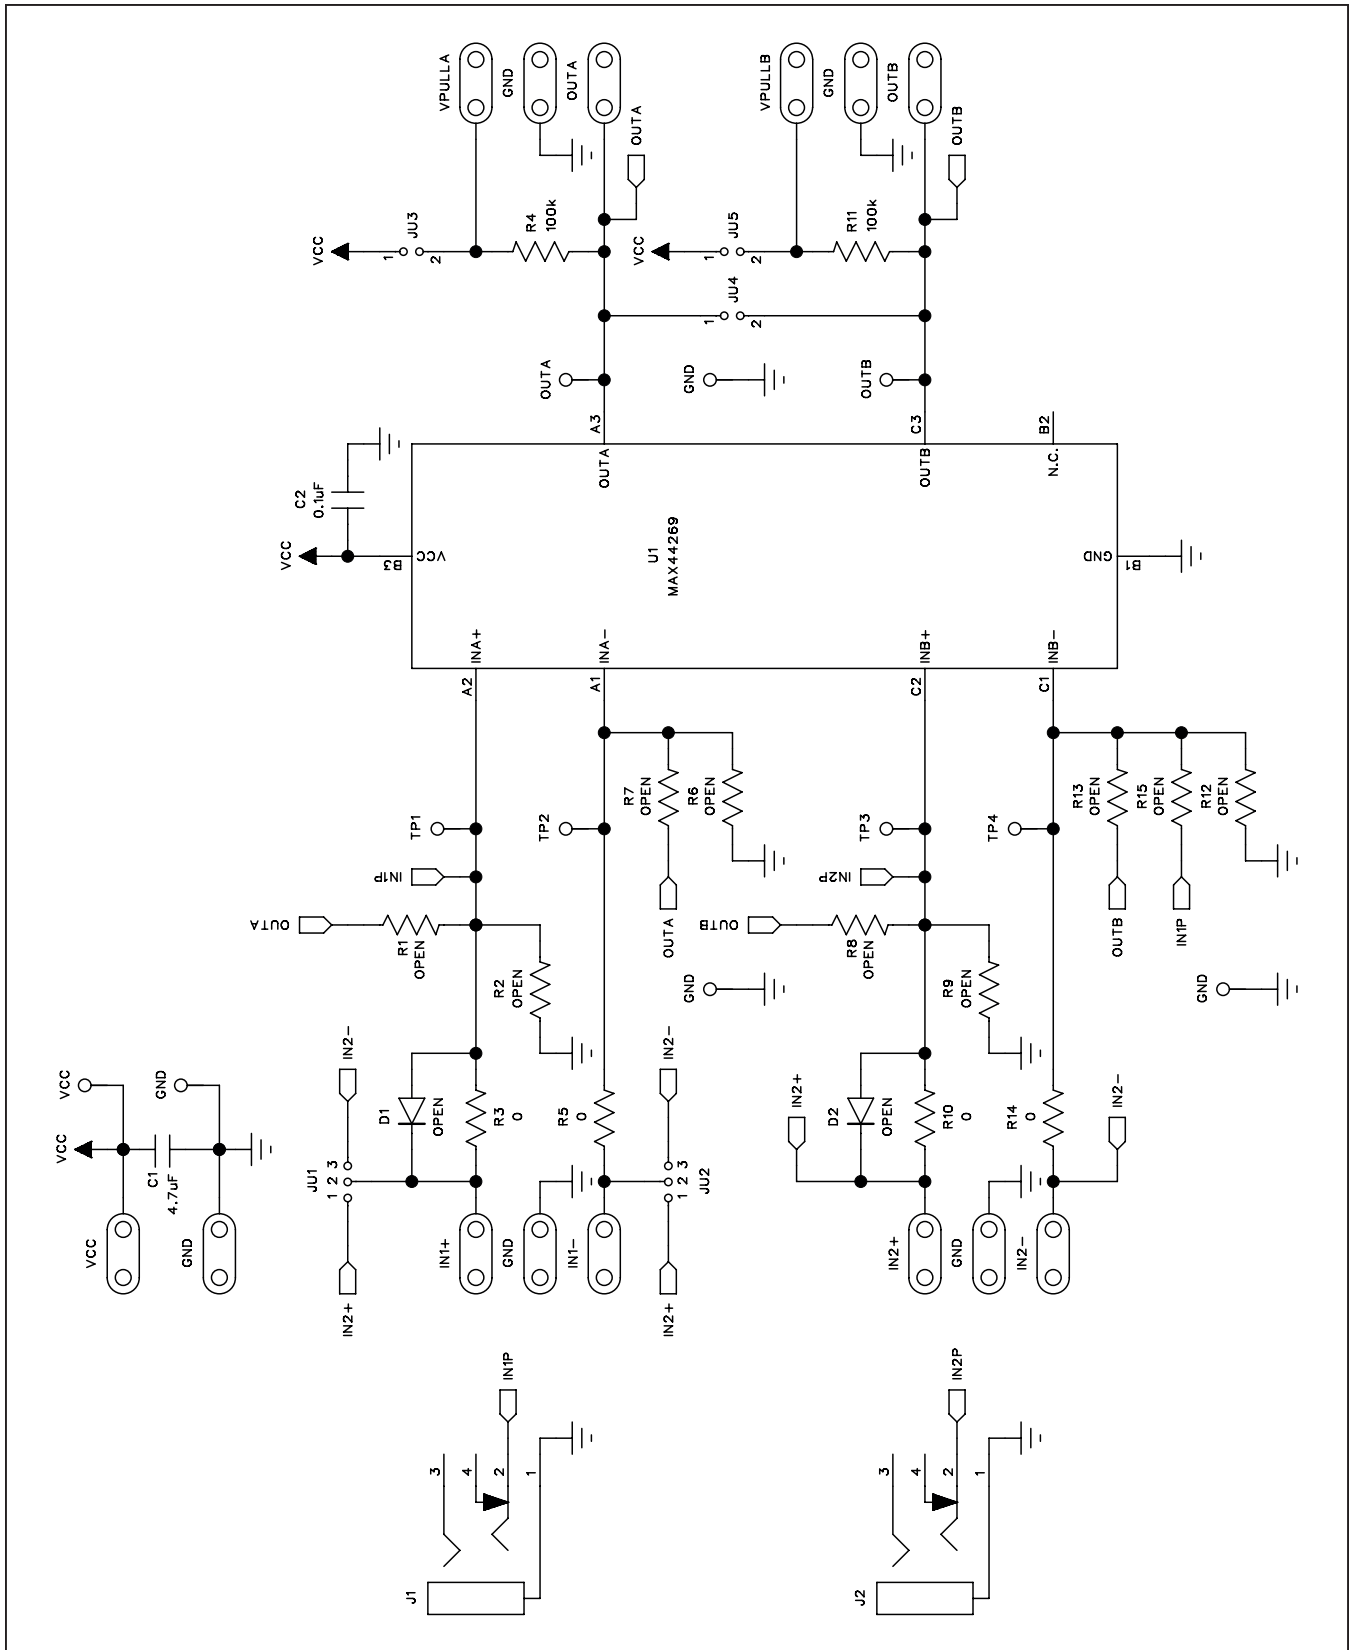 VPULLA
GND
OUTA
VPULLB
GND
OUTB
OUTA
OUTB
VCC
1
2
JU3
R4
100k
VCC
1
2
JU5
R11
100k
1
2
JU4
OUTA
GND
OUTB
A3
C3
B2
C2
0.1uF
VCC
B3
VCC
OUTA
OUTB
N.C.
U1
MAX44269
GND
B1
INA+
INA-
INB+
INB-
A2
A1
C2
C1
R7
OPEN
R6
OPEN
R13
OPEN
R15
OPEN
R12
OPEN
TP1
TP2
TP3
TP4
IN1P
IN2P
OUTA
R1
OPEN
OUTA
OUTB
R8
OPEN
OUTB
IN1P
R2
OPEN
GND
R9
OPEN
GND
VCC
GND
IN2-
IN2-
IN2+
VCC
C1
4.7uF
D1
OPEN
R3
0
R5
0
D2
OPEN
R10
0
R14
0
IN2-
JU1
1 2 3
JU2
1 2 3
VCC
GND
IN1+
GND
IN1-
IN2+
GND
IN2-
IN2+
IN2+
IN1P
IN2P
3
4
2
1
3
4
2
1
J1
J2